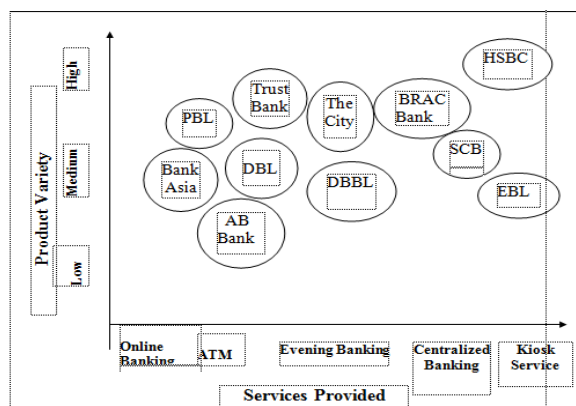 Product Variety
High
Medium
Low
HSBC
Trust
Bank
The
City
BRAC
Bank
PBL
SCB
Bank
Asia
DBL
DBBL
EBL
AB
Bank
Online
Banking
ATM
Evening Banking
Centralized
Banking
Kiosk
Service
Services Provided